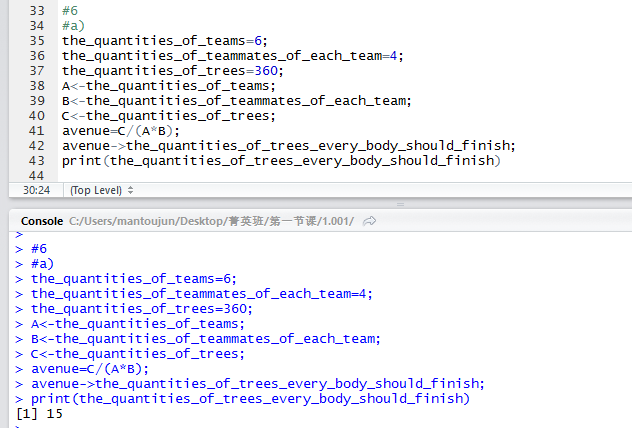 33 #6
34 #a)
35 the_quantities_of_teams=6;
36 the_quantities_of_teammates_of_each_team=4;
37 the_quantities_of_trees=360;
38 A<-the_quantities_of_teams;
39 B<-the_quantities_of_teammates_of_each_team;
40 C<-the_quantities_of_trees;
41 avenue=C/(A*B);
42 avenue->the_quantities_of_trees_every_body_should_finish;
43 print(the_quantities_of_trees_every_body_should_finish)
44
30:24 (Top Level)
Console C:/Users/mantoujun/Desktop/菁英班/第一节课/1.001/
>
> #6
> #a)
> the_quantities_of_teams=6;
> the_quantities_of_teammates_of_each_team=4;
> the_quantities_of_trees=360;
> A<-the_quantities_of_teams;
> B<-the_quantities_of_teammates_of_each_team;
> C<-the_quantities_of_trees;
> avenue=C/(A*B);
> avenue->the_quantities_of_trees_every_body_should_finish;
> print(the_quantities_of_trees_every_body_should_finish)
[1] 15
>